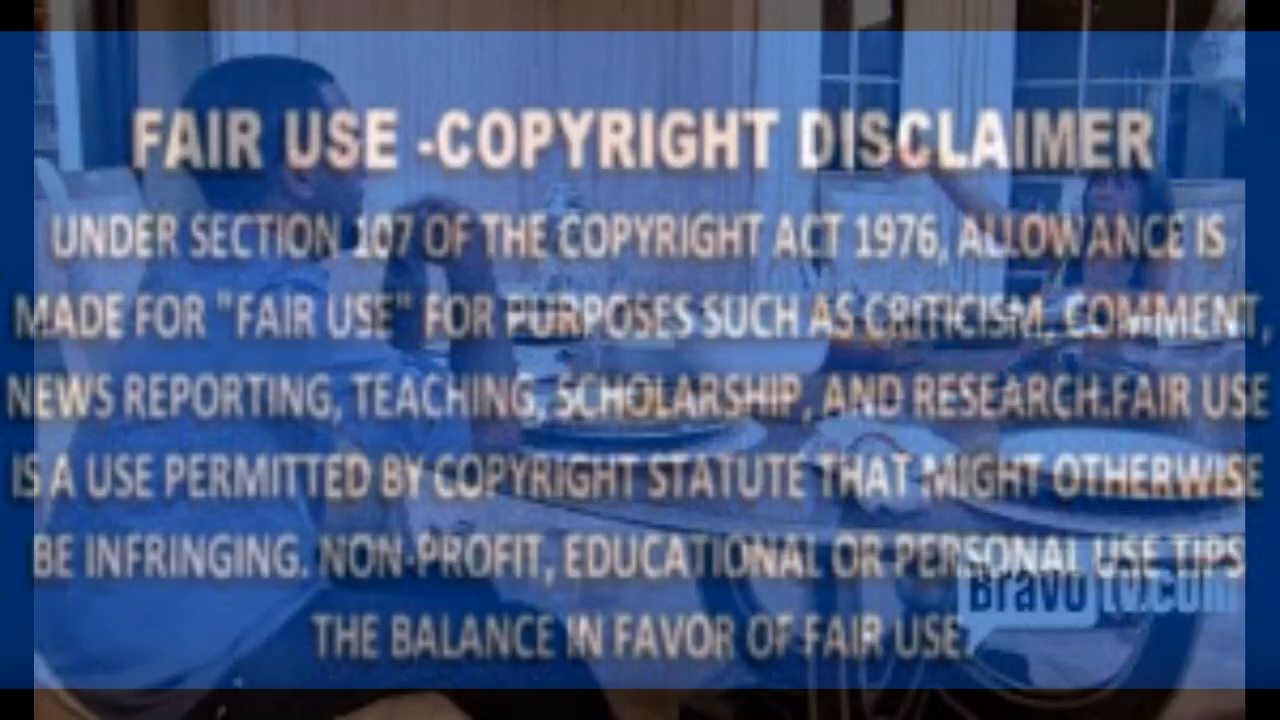 FAIR USE -COPYRIGHT DISCLAIMER
UNDER SECTION 107 OF THE COPYRIGHT ACT 1976, ALLOWANCE IS
MADE FOR "FAIR USE" FOR PURPOSES SUCH AS CRITICISM, COMMENT,
NEWS REPORTING, TEACHING, SCHOLARSHIP, AND RESEARCH.FAIR USE
IS A USE PERMITTED BY COPYRIGHT STATUTE THAT MIGHT OTHERWISE
BE INFRINGING. NON-PROFIT, EDUCATIONAL OR PERSONAL USE TIPS
THE BALANCE IN FAVOR OF FAIR USE.
Bravo tv.com